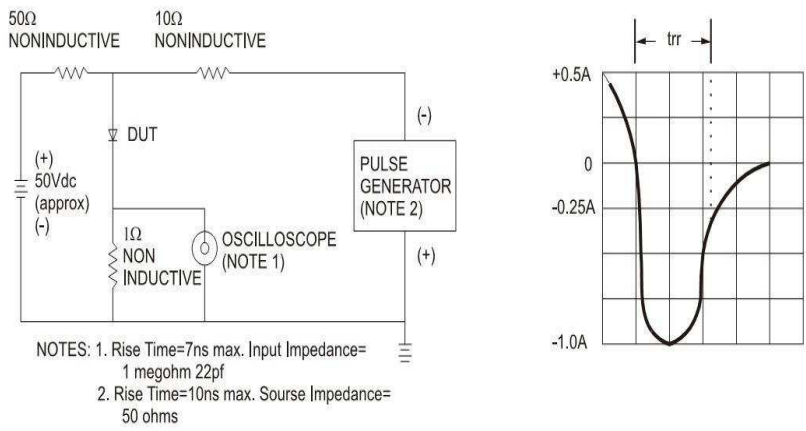 50Ω
NONINDUCTIVE
10Ω
NONINDUCTIVE
DUT
(+)
50Vdc
(approx)
(-)
1Ω
NON
INDUCTIVE
OSCILLOSCOPE
(NOTE 1)
(-)
PULSE
GENERATOR
(NOTE 2)
(+)
NOTES: 1. Rise Time=7ns max. Input Impedance=
1 megohm 22pf
2. Rise Time=10ns max. Sourse Impedance=
50 ohms
trr
+0.5A
0
-0.25A
-1.0A